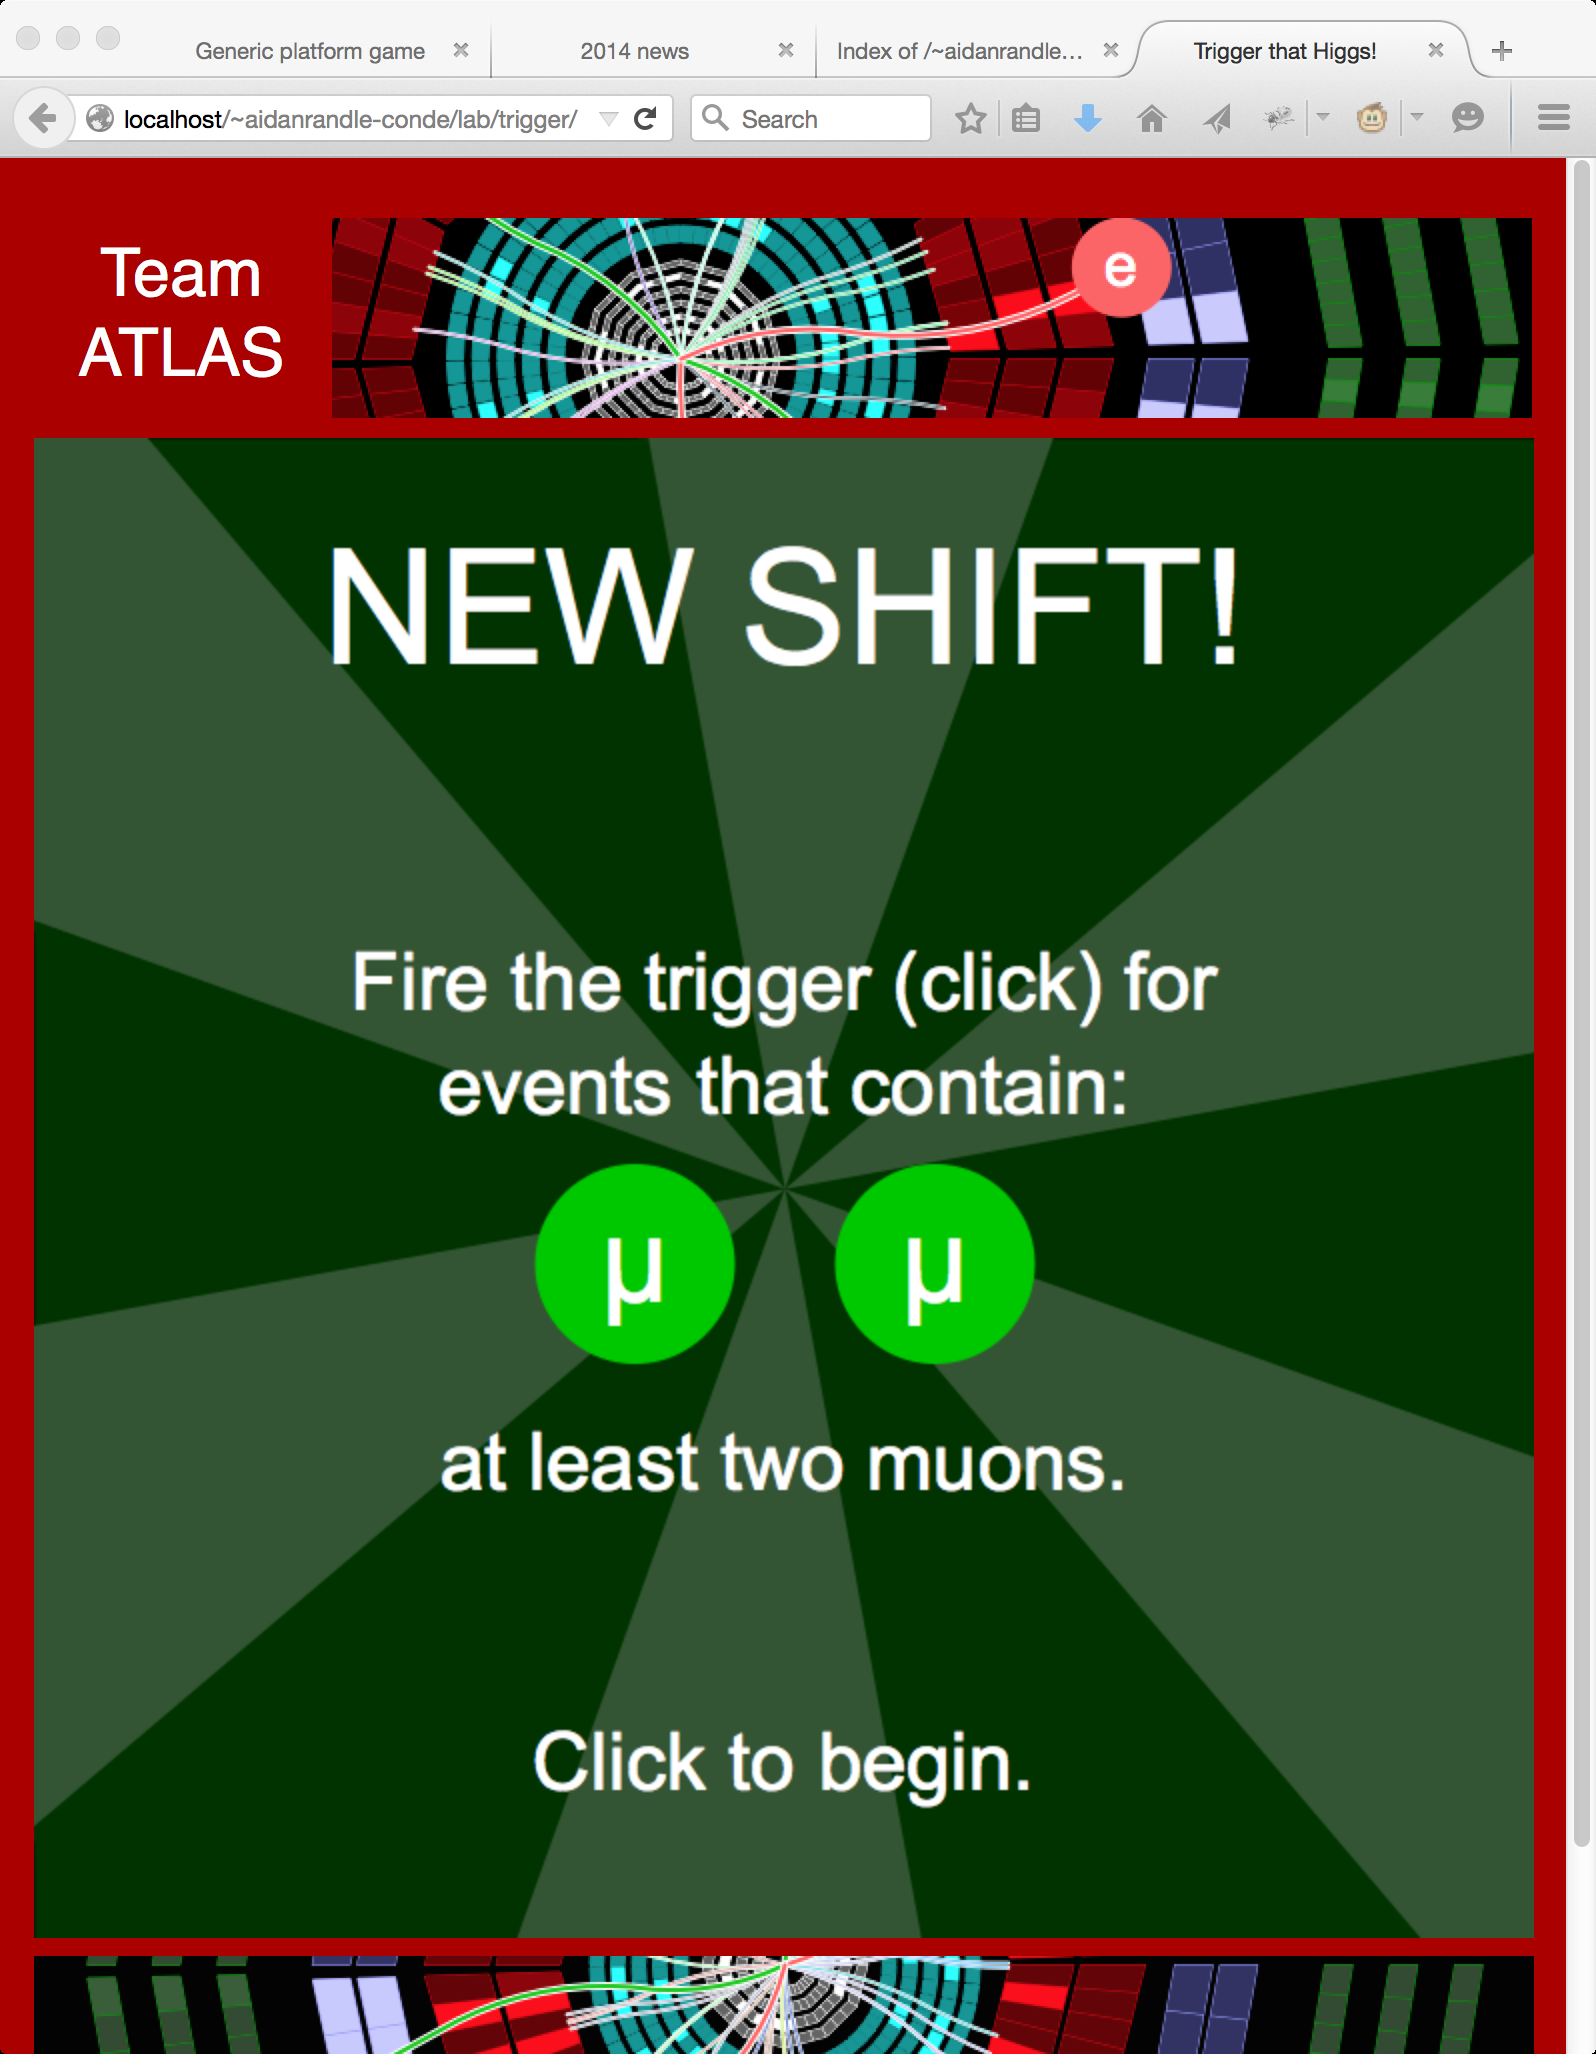 Generic platform game
2014 news
Index of /~aidanrandle...
Trigger that Higgs!
localhost/~aidanrandle-conde/lab/trigger/
Search
Team
ATLAS
e
NEW SHIFT!
Fire the trigger (click) for
events that contain:
µ µ
at least two muons.
Click to begin.